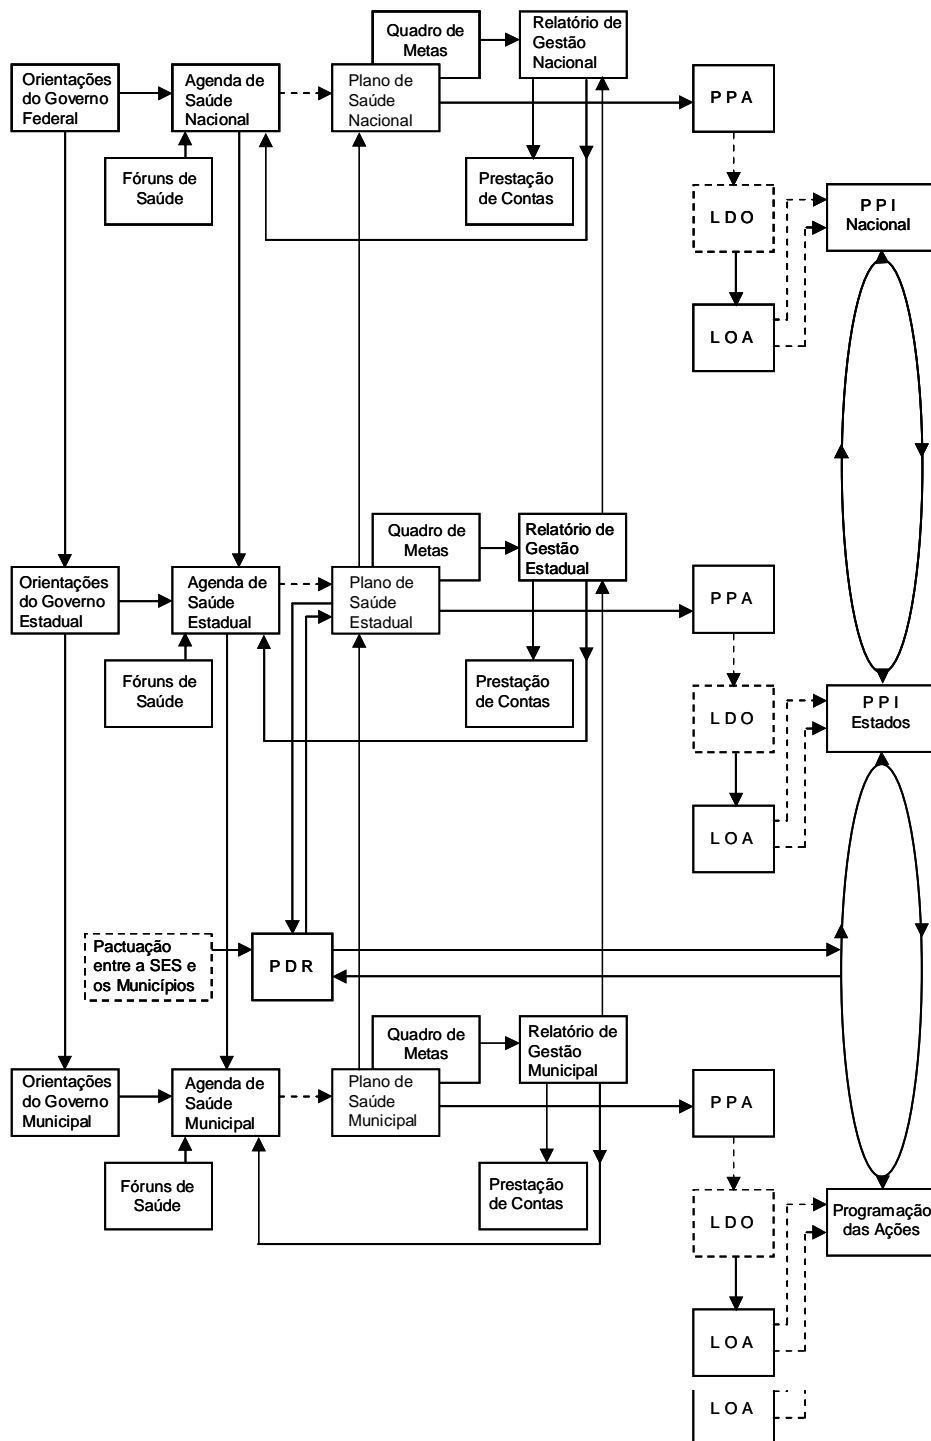 Quadro de
Metas
Relatório de
Gestão
Nacional
Orientações
do Governo
Federal
Agenda de
Saúde
Nacional
Plano de
Saúde
Nacional
P P A
Fóruns de
Saúde
Prestação
de Contas
L D O
P P I
Nacional
L O A
Quadro de
Metas
Relatório de
Gestão
Estadual
Orientações
do Governo
Estadual
Agenda de
Saúde
Estadual
Plano de
Saúde
Estadual
P P A
Fóruns de
Saúde
Prestação
de Contas
L D O
P P I
Estados
L O A
Pactuação
entre a SES e
os Municípios
P D R
Quadro de
Metas
Relatório de
Gestão
Municipal
Orientações
do Governo
Municipal
Agenda de
Saúde
Municipal
Plano de
Saúde
Municipal
P P A
Fóruns de
Saúde
Prestação
de Contas
L D O
Programação
das Ações
L O A
L O A